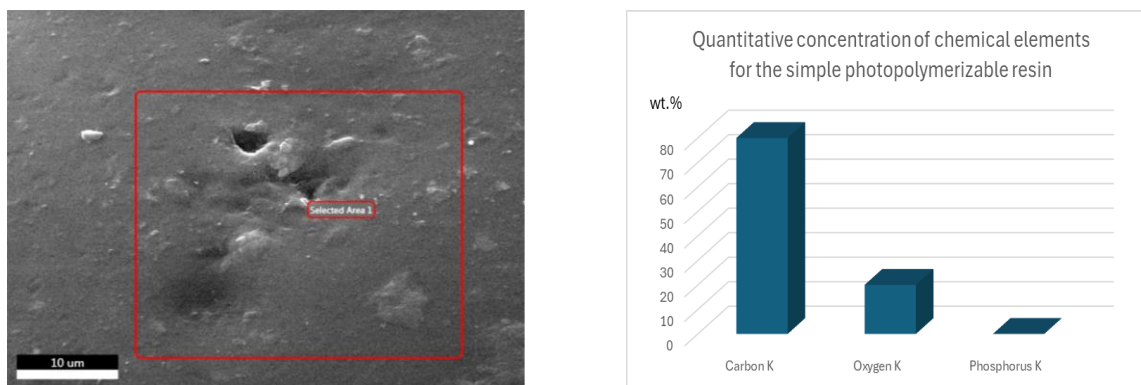 Selected Area 1
10 um
Quantitative concentration of chemical elements
for the simple photopolymerizable resin
wt.%
80
70
60
50
40
30
20
10
0
Carbon K
Oxygen K
Phosphorus K